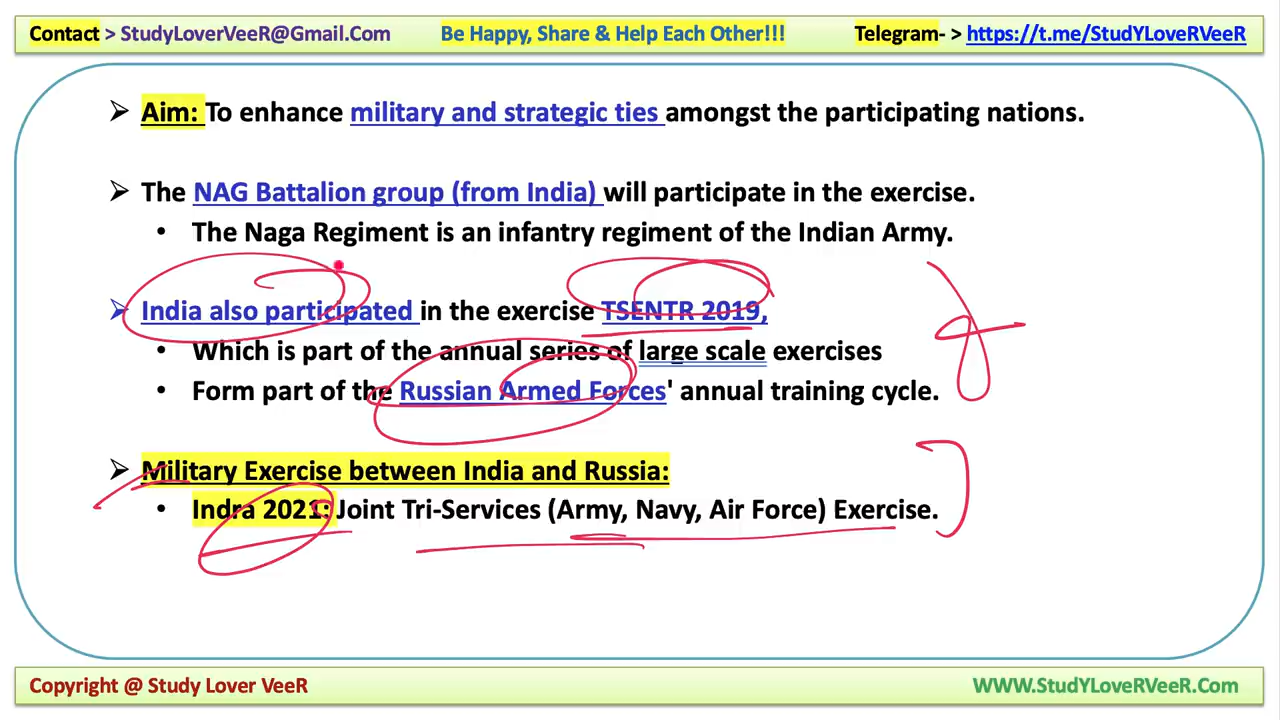 Contact > StudyLoverVeeR@Gmail.Com Be Happy, Share & Help Each Other!!! Telegram- > https://t.me/StudYLoveRVeeR
➢ Aim: To enhance military and strategic ties amongst the participating nations.
➢ The NAG Battalion group (from India) will participate in the exercise.
• The Naga Regiment is an infantry regiment of the Indian Army.
➢ India also participated in the exercise TSENTR 2019,
• Which is part of the annual series of large scale exercises
• Form part of the Russian Armed Forces' annual training cycle.
➢ Military Exercise between India and Russia:
• Indra 2021: Joint Tri-Services (Army, Navy, Air Force) Exercise.
Copyright @ Study Lover VeeR WWW.StudYLoveRVeeR.Com